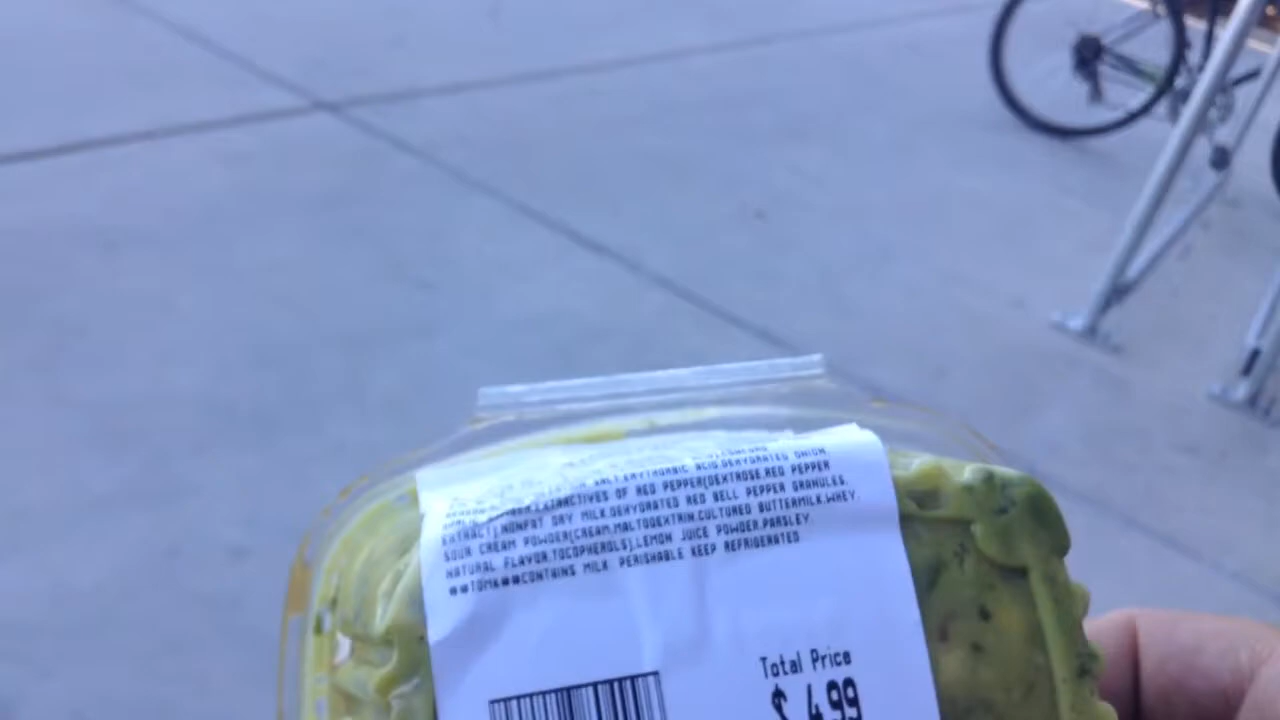 SALT,ERYTHORBIC ACID,DEHYDRATED ONION
EXTRACTIVES OF RED PEPPER(DEXTROSE,RED PEPPER
EXTRACT),NONFAT DRY MILK,DEHYDRATED RED BELL PEPPER GRANULES,
SOUR CREAM POWDER(CREAM,MALTODEXTRIN,CULTURED BUTTERMILK,WHEY,
NATURAL FLAVOR,TOCOPHEROLS),LEMON JUICE POWDER,PARSLEY
CONTAINS MILK PERISHABLE KEEP REFRIGERATED
Total Price
$ 4.99